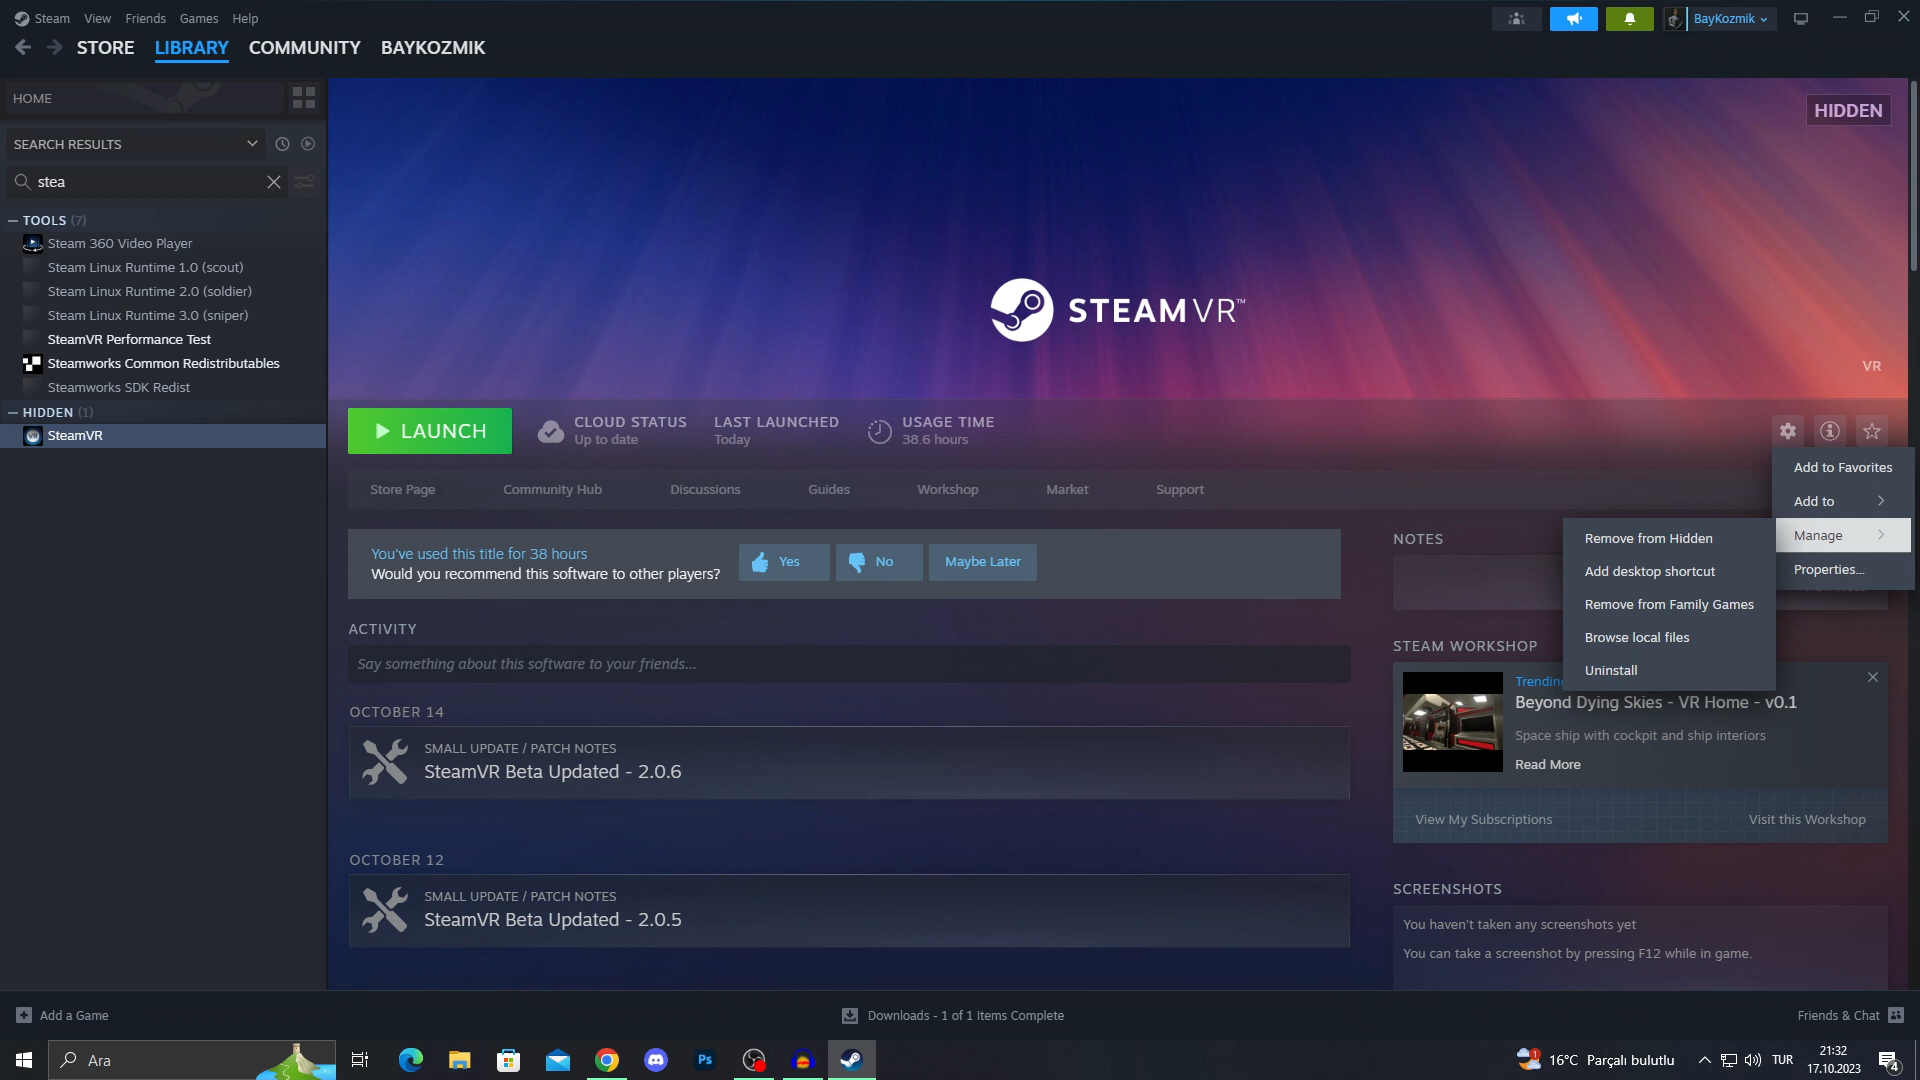 Steam View Friends Games Help
BayKozmik
STORE LIBRARY COMMUNITY BAYKOZMIK
HOME
SEARCH RESULTS
stea
TOOLS (7)
Steam 360 Video Player
Steam Linux Runtime 1.0 (scout)
Steam Linux Runtime 2.0 (soldier)
Steam Linux Runtime 3.0 (sniper)
SteamVR Performance Test
Steamworks Common Redistributables
Steamworks SDK Redist
HIDDEN (1)
SteamVR
HIDDEN
STEAMVR™
VR
LAUNCH
CLOUD STATUS
Up to date
LAST LAUNCHED
Today
USAGE TIME
38.6 hours
Store Page Community Hub Discussions Guides Workshop Market Support
Add to Favorites
Add to
Manage
Properties...
Remove from Hidden
Add desktop shortcut
Remove from Family Games
Browse local files
Uninstall
You've used this title for 38 hours
Would you recommend this software to other players?
Yes
No
Maybe Later
ACTIVITY
Say something about this software to your friends...
OCTOBER 14
SMALL UPDATE / PATCH NOTES
SteamVR Beta Updated - 2.0.6
OCTOBER 12
SMALL UPDATE / PATCH NOTES
SteamVR Beta Updated - 2.0.5
NOTES
STEAM WORKSHOP
Trending
Beyond Dying Skies - VR Home - v0.1
Space ship with cockpit and ship interiors
Read More
View My Subscriptions Visit this Workshop
SCREENSHOTS
You haven't taken any screenshots yet
You can take a screenshot by pressing F12 while in game.
Add a Game
Downloads - 1 of 1 Items Complete
Friends & Chat
Ara
Ps
1
16°C Parçalı bulutlu
TUR
21:32
17.10.2023
4